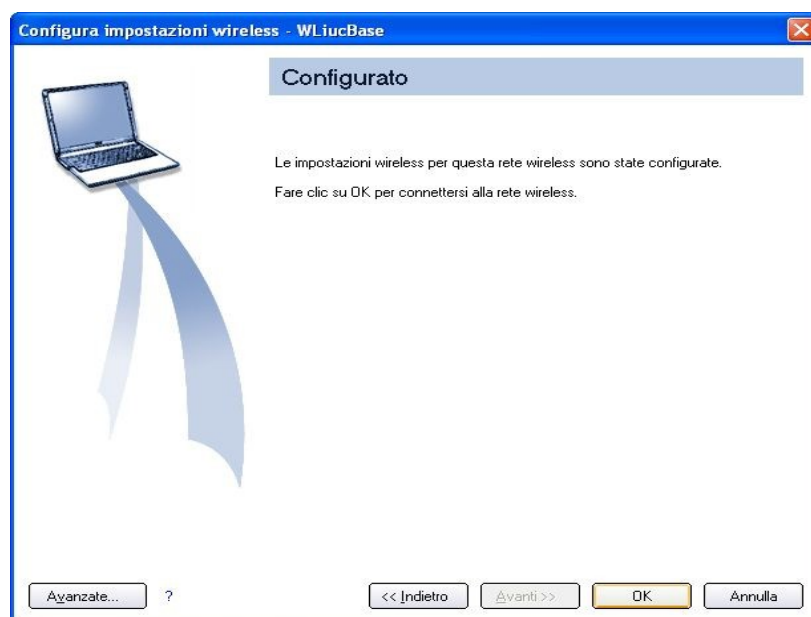 Configura impostazioni wireless - WLiucBase
Configurato
Le impostazioni wireless per questa rete wireless sono state configurate.
Fare clic su OK per connettersi alla rete wireless.
Avanzate... ? << Indietro Avanti >> OK Annulla